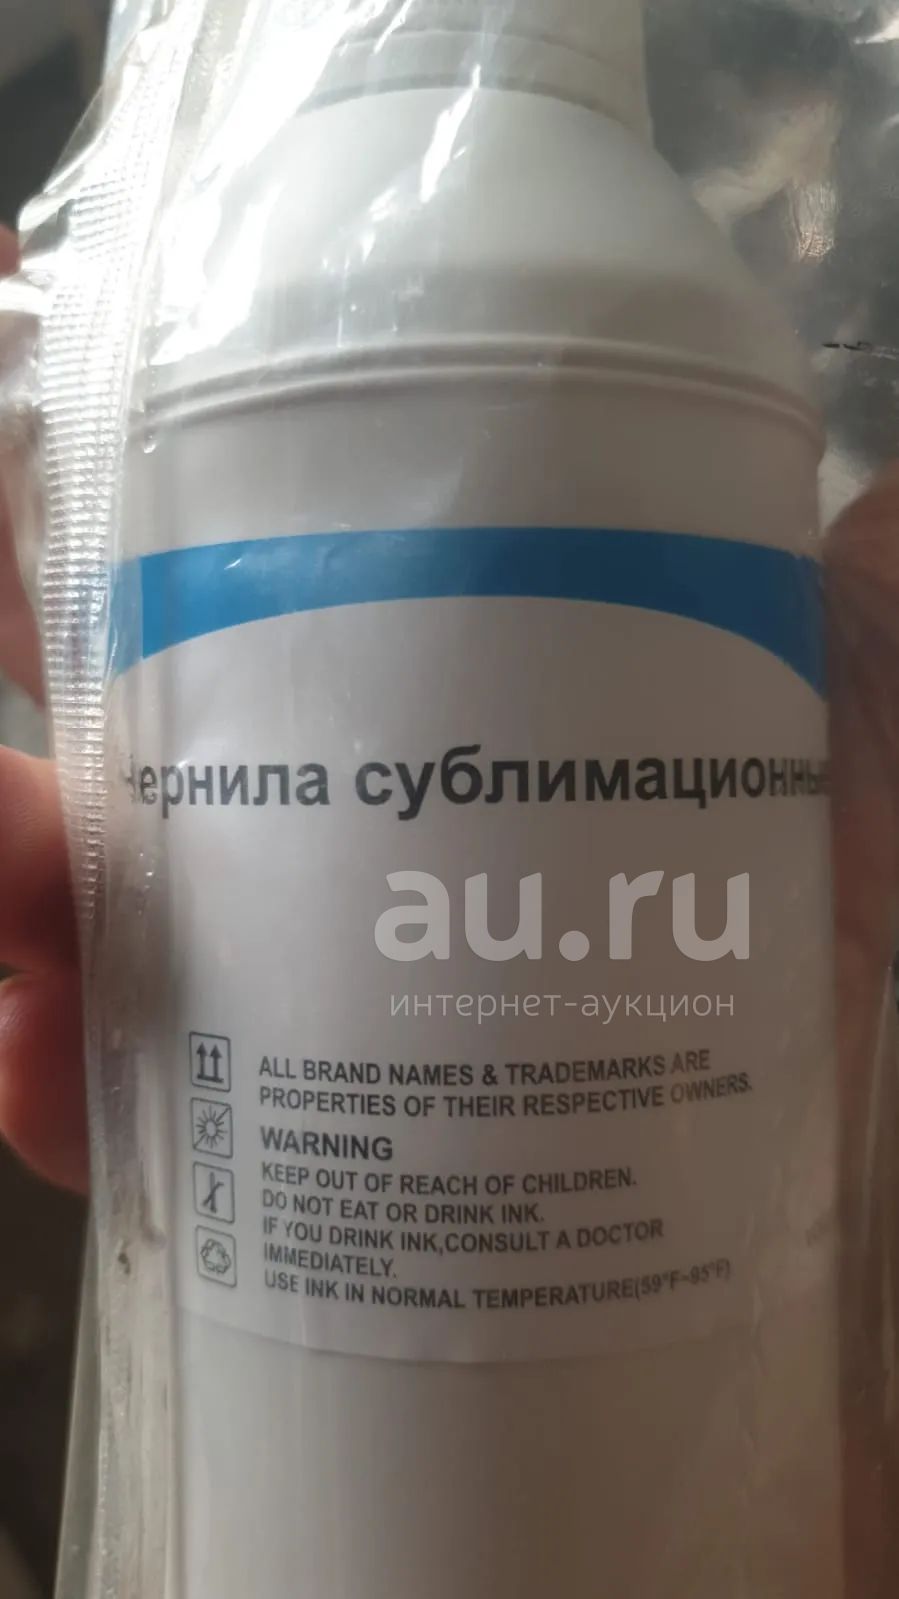 Чернила сублимационные
au.ru
интернет-аукцион
ALL BRAND NAMES & TRADEMARKS ARE
PROPERTIES OF THEIR RESPECTIVE OWNERS.
WARNING
KEEP OUT OF REACH OF CHILDREN.
DO NOT EAT OR DRINK INK.
IF YOU DRINK INK,CONSULT A DOCTOR
IMMEDIATELY.
USE INK IN NORMAL TEMPERATURE(59°F~95°F)